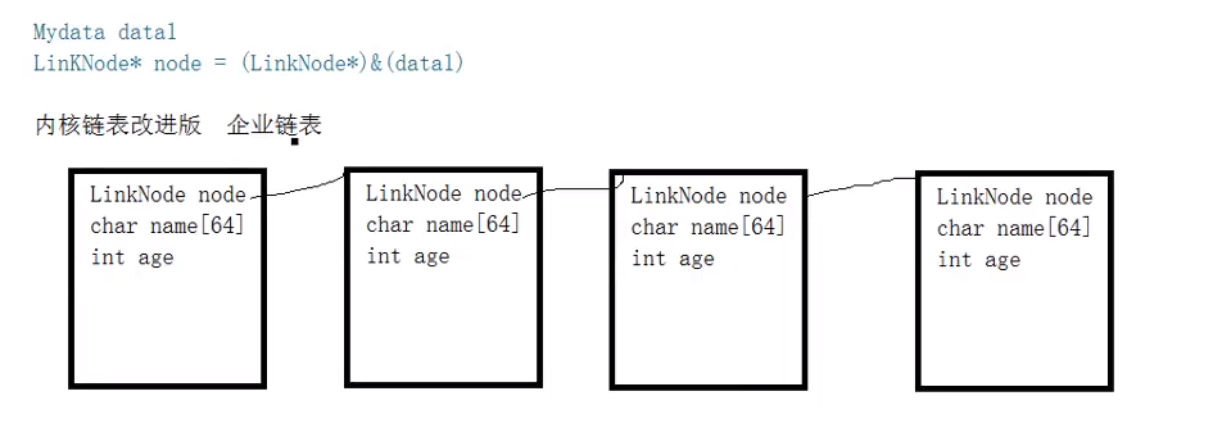 Mydata data1
LinKNode* node = (LinkNode*)&(data1)
内核链表改进版 企业链表
LinkNode node
char name[64]
int age
LinkNode node
char name[64]
int age
LinkNode node
char name[64]
int age
LinkNode node
char name[64]
int age